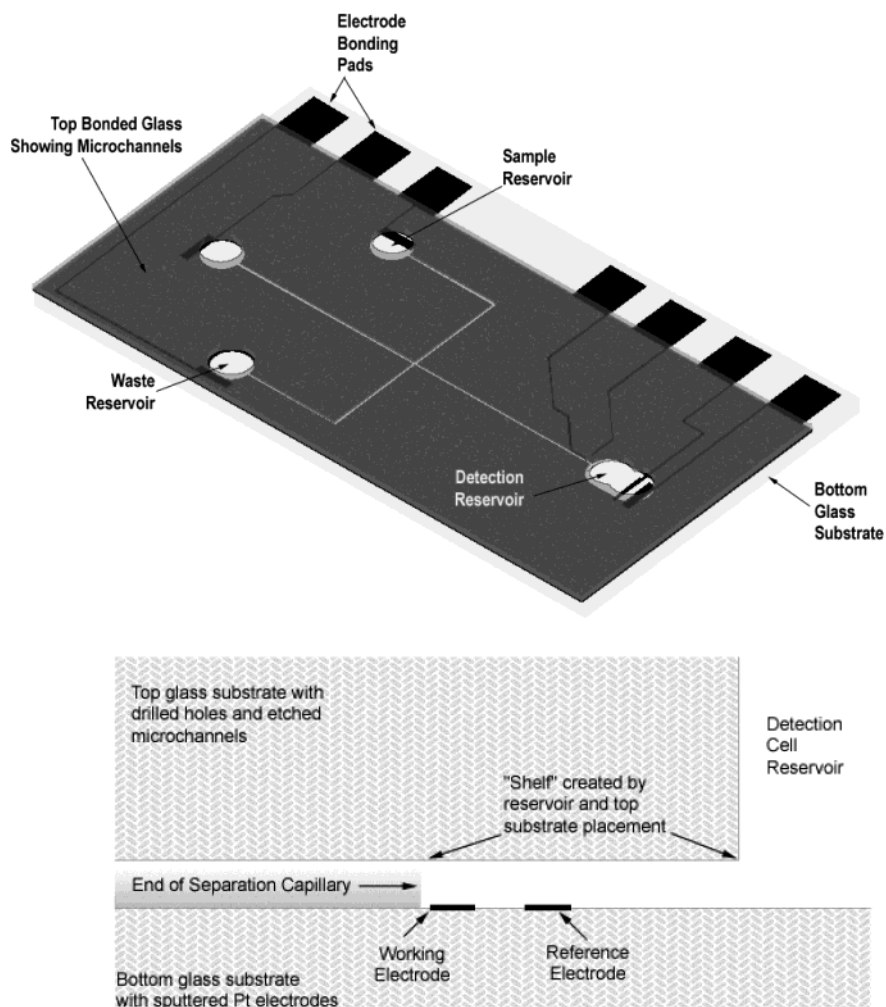 Electrode
Bonding
Pads
Top Bonded Glass
Showing Microchannels
Sample
Reservoir
Waste
Reservoir
Detection
Reservoir
Bottom
Glass
Substrate
Top glass substrate with
drilled holes and etched
microchannels
Detection
Cell
Reservoir
"Shelf" created by
reservoir and top
substrate placement
End of Separation Capillary
Working
Electrode
Reference
Electrode
Bottom glass substrate
with sputtered Pt electrodes